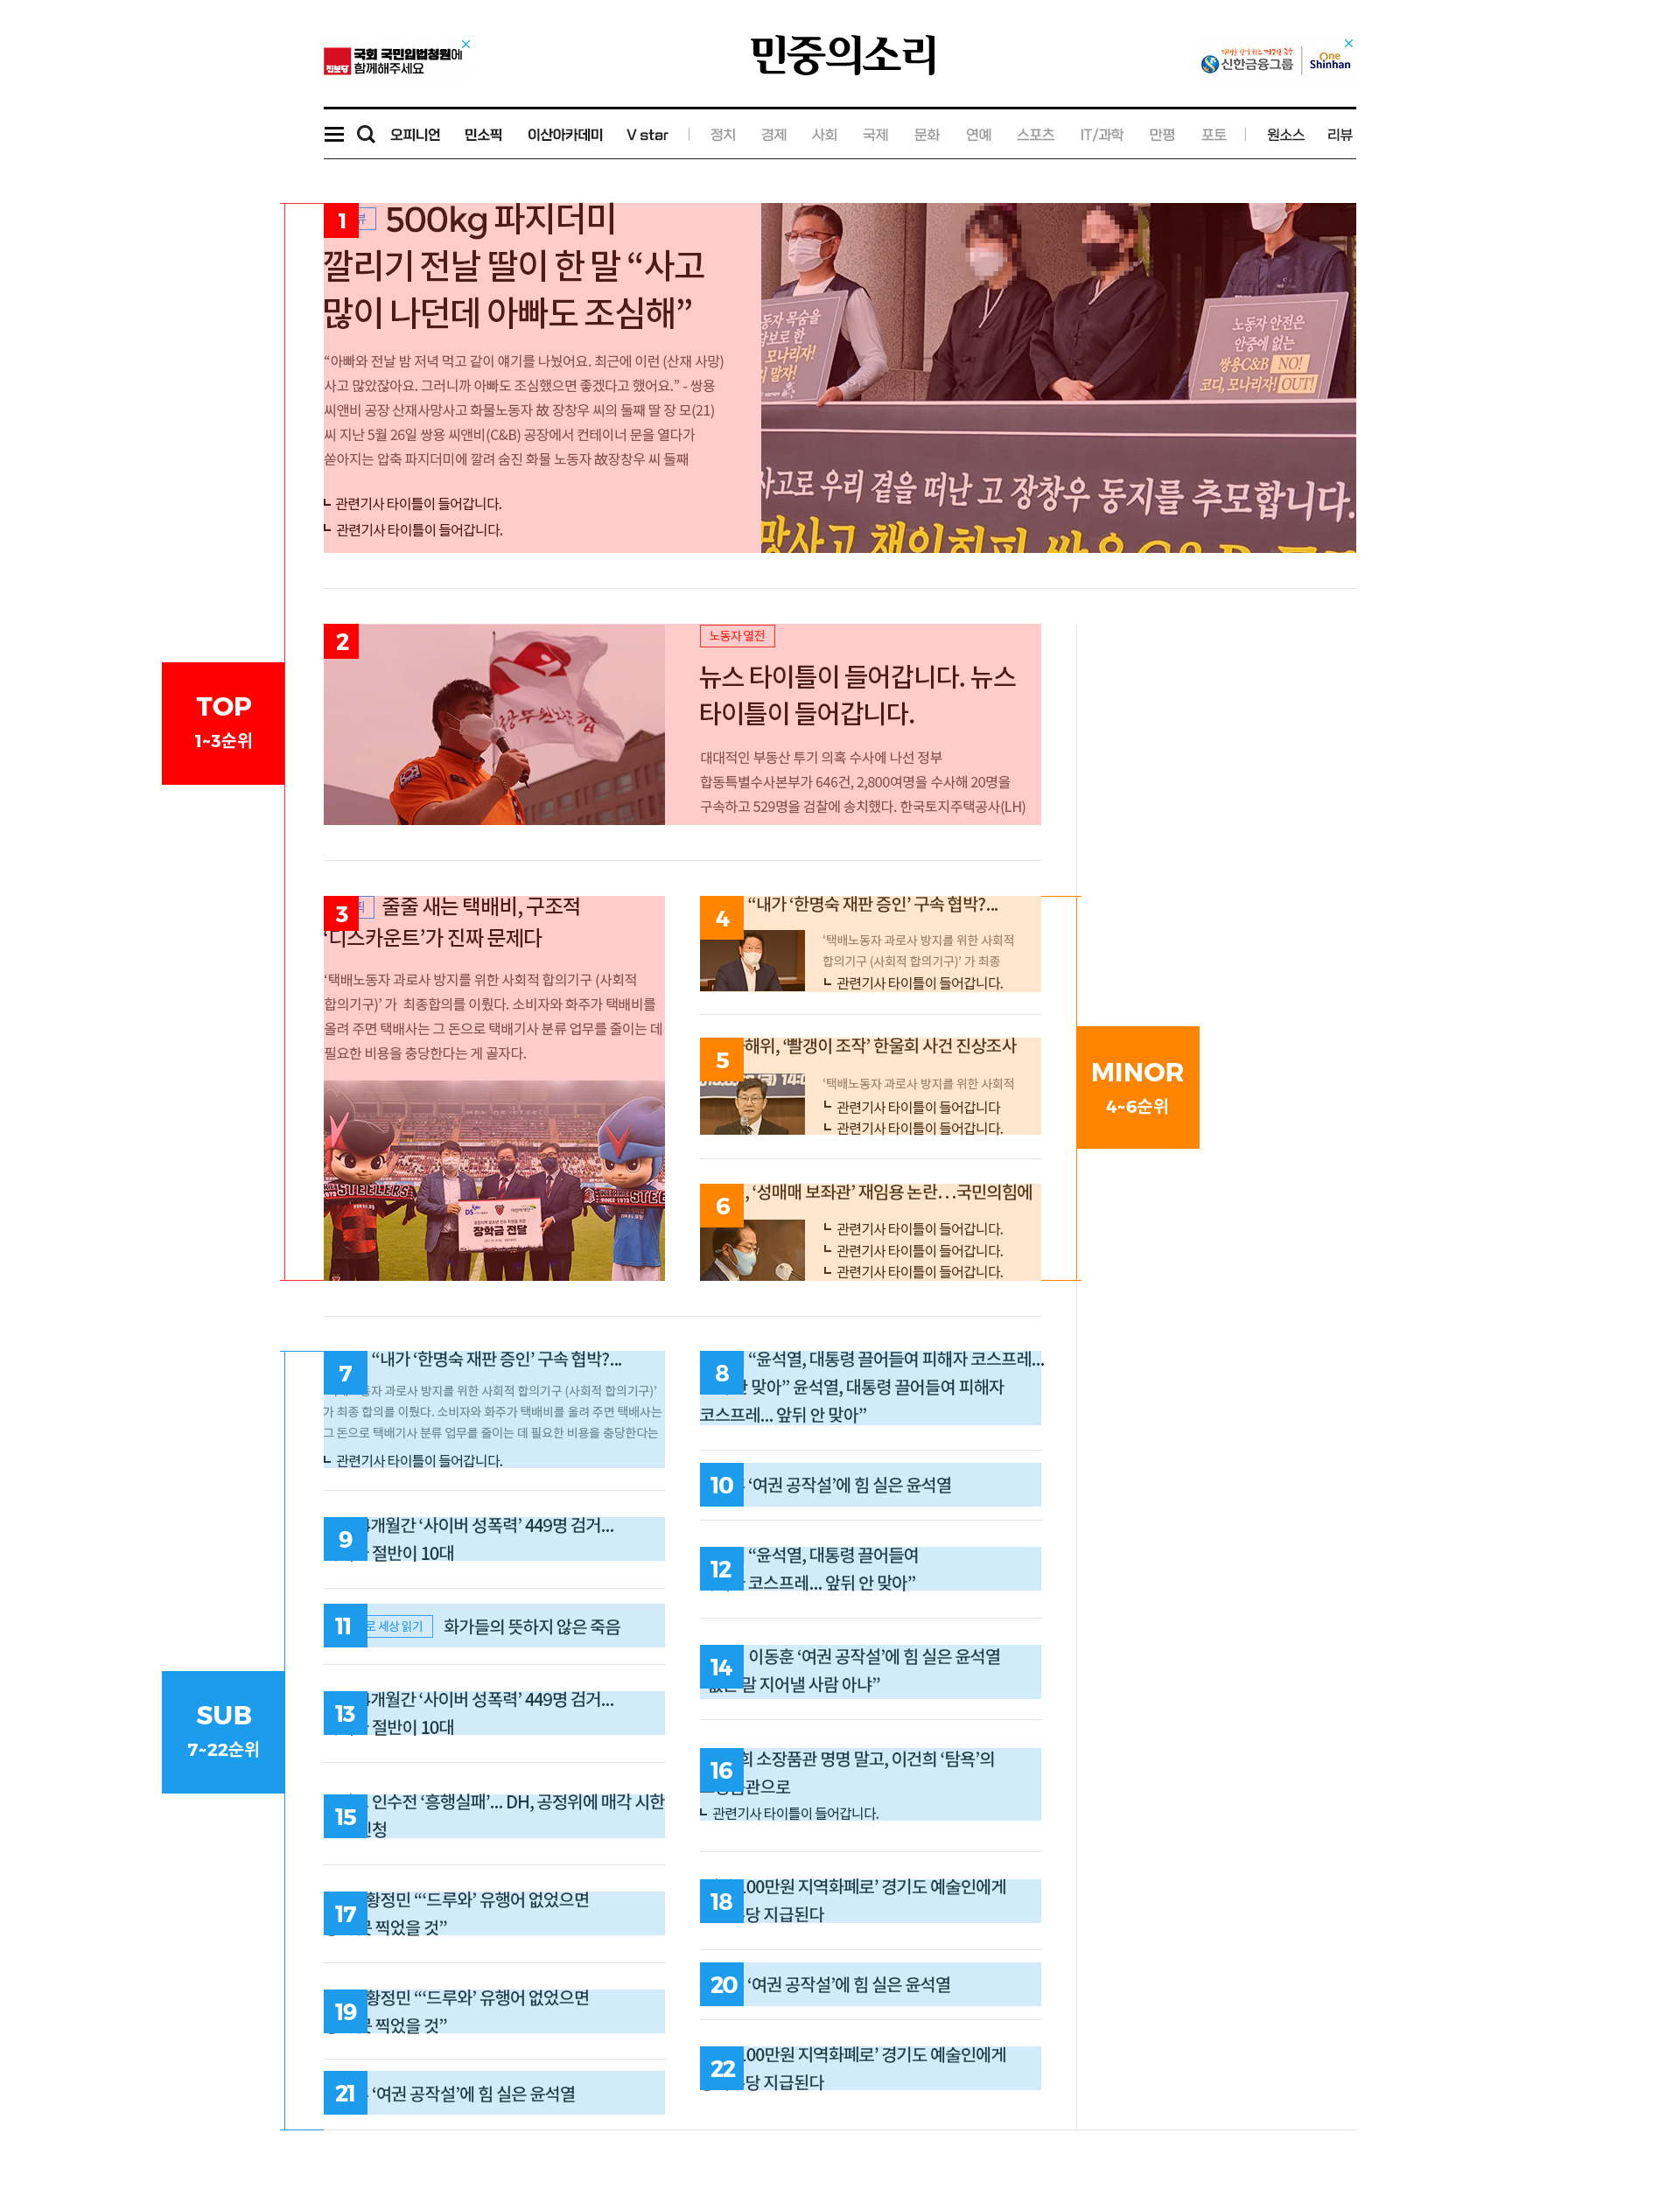 국회 국민입법청원에
함께해주세요
진보당
민중의소리
신한금융그룹
One
Shinhan
오피니언 민소픽 이산아카데미 V star 정치 경제 사회 국제 문화 연예 스포츠 IT/과학 만평 포토 원소스 리뷰
1 뷰 500kg 파지더미
깔리기 전날 딸이 한 말 “사고
많이 나던데 아빠도 조심해”
“아빠와 전날 밤 저녁 먹고 같이 얘기를 나눴어요. 최근에 이런 (산재 사망)
사고 많았잖아요. 그러니까 아빠도 조심했으면 좋겠다고 했어요.” - 쌍용
씨앤비 공장 산재사망사고 화물노동자 故 장창우 씨의 둘째 딸 장 모(21)
씨 지난 5월 26일 쌍용 씨앤비(C&B) 공장에서 컨테이너 문을 열다가
쏟아지는 압축 파지더미에 깔려 숨진 화물 노동자 故장창우 씨 둘째
관련기사 타이틀이 들어갑니다.
관련기사 타이틀이 들어갑니다.
노동자 안전은
안중에 없는
쌍용C&B NO!
코디, 모나리자! OUT!
사고로 우리 곁을 떠난 고 장창우 동지를 추모합니다.
2
노동자 열전
뉴스 타이틀이 들어갑니다. 뉴스
타이틀이 들어갑니다.
대대적인 부동산 투기 의혹 수사에 나선 정부
합동특별수사본부가 646건, 2,800여명을 수사해 20명을
구속하고 529명을 검찰에 송치했다. 한국토지주택공사(LH)
TOP
1~3순위
3 픽 줄줄 새는 택배비, 구조적
‘디스카운트’가 진짜 문제다
‘택배노동자 과로사 방지를 위한 사회적 합의기구 (사회적
합의기구)’ 가 최종합의를 이뤘다. 소비자와 화주가 택배비를
올려 주면 택배사는 그 돈으로 택배기사 분류 업무를 줄이는 데
필요한 비용을 충당한다는 게 골자다.
STEELERS
장학금 전달
4 “내가 ‘한명숙 재판 증인’ 구속 협박?...
‘택배노동자 과로사 방지를 위한 사회적
합의기구 (사회적 합의기구)’ 가 최종
관련기사 타이틀이 들어갑니다.
5 해위, ‘빨갱이 조작’ 한울회 사건 진상조사
‘택배노동자 과로사 방지를 위한 사회적
관련기사 타이틀이 들어갑니다
관련기사 타이틀이 들어갑니다.
MINOR
4~6순위
6 , ‘성매매 보좌관’ 재임용 논란…국민의힘에
관련기사 타이틀이 들어갑니다.
관련기사 타이틀이 들어갑니다.
관련기사 타이틀이 들어갑니다.
7 “내가 ‘한명숙 재판 증인’ 구속 협박?...
자 과로사 방지를 위한 사회적 합의기구 (사회적 합의기구)’
가 최종 합의를 이뤘다. 소비자와 화주가 택배비를 올려 주면 택배사는
그 돈으로 택배기사 분류 업무를 줄이는 데 필요한 비용을 충당한다는
관련기사 타이틀이 들어갑니다.
8 “윤석열, 대통령 끌어들여 피해자 코스프레...
안 맞아” 윤석열, 대통령 끌어들여 피해자
코스프레... 앞뒤 안 맞아”
9 4개월간 ‘사이버 성폭력’ 449명 검거...
절반이 10대
10 ‘여권 공작설’에 힘 실은 윤석열
11 로 세상 읽기 화가들의 뜻하지 않은 죽음
12 “윤석열, 대통령 끌어들여
코스프레... 앞뒤 안 맞아”
13 4개월간 ‘사이버 성폭력’ 449명 검거...
절반이 10대
14 이동훈 ‘여권 공작설’에 힘 실은 윤석열
없는 말 지어낼 사람 아냐”
SUB
7~22순위
15 인수전 ‘흥행실패’... DH, 공정위에 매각 시한
신청
16 희 소장품관 명명 말고, 이건희 ‘탐욕’의
관으로
관련기사 타이틀이 들어갑니다.
17 황정민 “‘드루와’ 유행어 없었으면
못 찍었을 것”
18 100만원 지역화폐로’ 경기도 예술인에게
당 지급된다
19 황정민 “‘드루와’ 유행어 없었으면
못 찍었을 것”
20 ‘여권 공작설’에 힘 실은 윤석열
21 ‘여권 공작설’에 힘 실은 윤석열
22 100만원 지역화폐로’ 경기도 예술인에게
당 지급된다